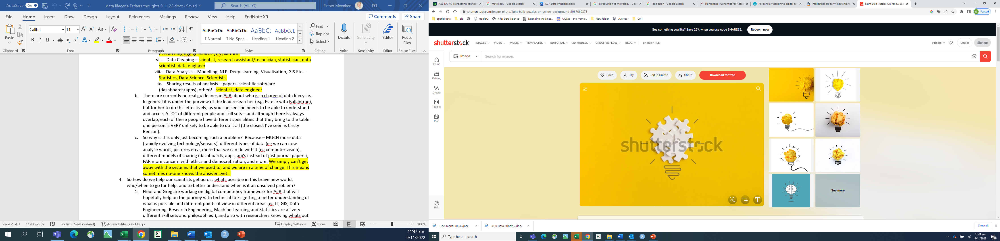 AutoSave On
data lifecycle Esthers thoughts 9.11.22.docx • Saved
Search (Alt+Q)
Esther Meenken
File Home Insert Draw Design Layout References Mailings Review View Help EndNote X9
Comments Share
Paste
Clipboard
Calibri 11
Font
Paragraph
AaBbCcDc AaBbCcDc AaBbCc AaBbCcE
¶ Normal ¶ No Spac... Heading 1 Heading 2
Styles
Find
Replace
Select
Editing
Dictate
Voice
Sensitivity
Sensitivity
Editor
Editor
Reuse
Files
Reuse Files
overarching AgR guidance? /eR platform
vii. Data Cleaning – scientist, research assistant/technician, statistician, data
scientist, data engineer
viii. Data Analysis – Modelling, NLP, Deep Learning, Visualisation, GIS Etc. –
Statistics, Data Science, Scientists,
ix. Sharing results of analysis – papers, scientific software
(dashboards/apps), other? - scientist, data engineer
b. There are currently no real guidelines in AgR about who is in charge of data lifecycle.
In general it is under the purview of the lead researcher (e.g. Estelle with Ballantrae),
but for her to do this effectively, as you can see she needs to be able to understand
and access A LOT of different people and skill sets – and although there is always
overlap, each of these people have different specialities that they bring to the table
one person is VERY unlikely to be able to do it all (the closest I've seen is Cristy
Benson).
c. So why is this only just becoming such a problem? Because – MUCH more data
(rapidly evolving technology/sensors), different types of data (eg we can now
analyse words, pictures etc.), more that we can do with it (eg computer vision),
different models of sharing (dashboards, apps, api's instead of just journal papers),
FAR more concern with ethics and democratisation, and more. We simply can't get
away with the systems that we used to, and we are in a time of change. This means
sometimes no-one knows the answer...yet...
4. So how do we help our scientists get across whats possible in this brave new world,
who/when to go for help, and to better understand when is it an unsolved problem?
1. Fleur and Greg are working on digital competency framework for AgR that will
hopefully help on the journey with technical folks getting a better understanding of
what is possible and different points of view in different areas (eg IT, GIS, Data
Engineering, Research Engineering, Machine Learning and Statistics are all very
different skill sets and philosophies!), and also with researchers knowing whats out
Page 2 of 3 1190 words English (New Zealand) Accessibility: Good to go
Display Settings Focus 100%
11:47 am
9/11/2022
NZBIDA RA 4: Brokering confiden
metrology - Google Search
AGR Data Principles.docx
introduction to metrology - Goo
logo scion - Google Search
Homepage | Genomics for Aotea
Responsibly designing digital ag
Intellectual property meets trans
Light Bulb Puzzles On Yellow Bac
shutterstock.com/image-photo/light-bulb-puzzles-on-yellow-background-2067069878
Paused
spatial data pls ggplot2 R for Data Science Extending the Linea... UQLab - the Frame... New folder Overseer CoP
See something you like? Save 25% when you use code SHARE25. Redeem now
shutterstock
IMAGES VIDEO MUSIC TEMPLATES EDITORIAL 3D MODELS CREATIVE FLOW BLOG ENTERPRISE
Pricing Log in Sign up
Image Search for images
Home
Catalog
Create
Predict
Plan
Help
Save Try Edit in Create Share Download for free
shutterstock
See more
Document1 (003).docx
AGR Data Princip....docx
Show all
Type here to search
11:47 am
9/11/2022
30